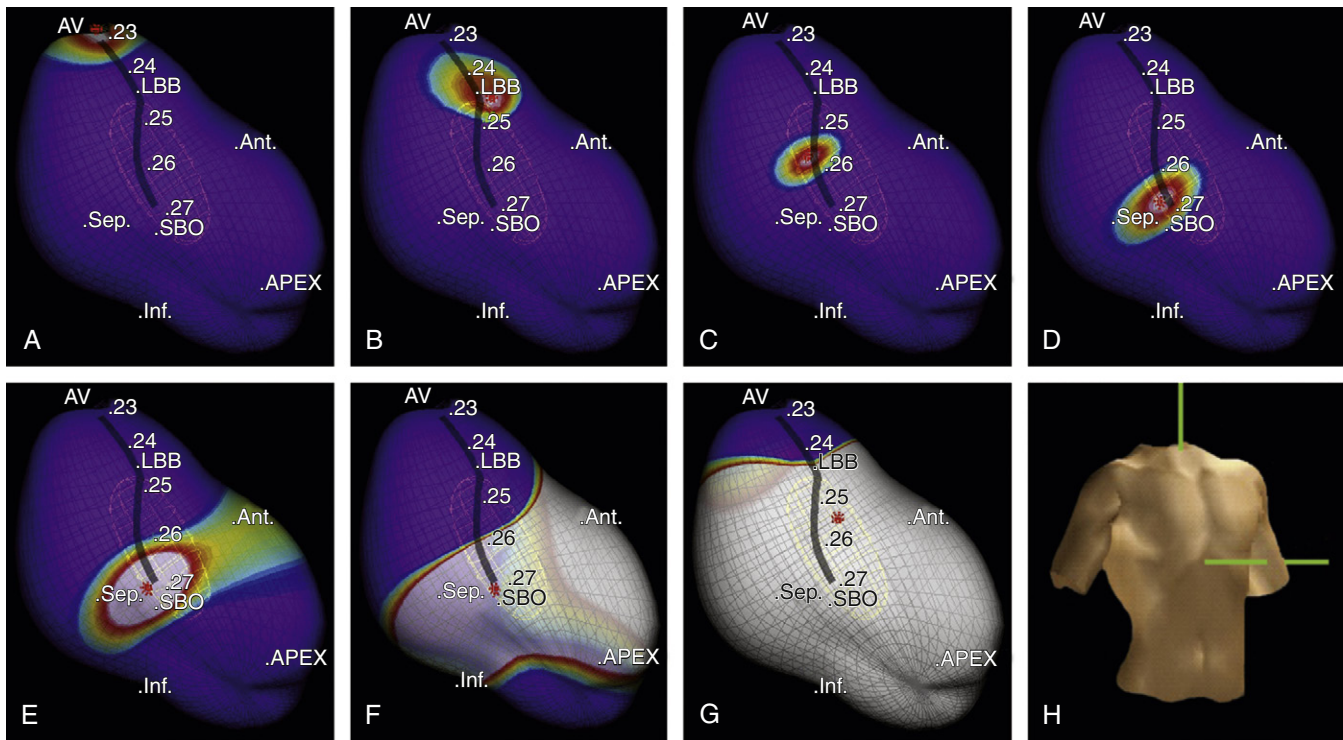 AV .23
.24
.LBB
.25
.Ant.
.26
.27
.Sep. .SBO
.APEX
.Inf.
A
AV .23
.24
.LBB
.25
.Ant.
.26
.27
.Sep. .SBO
.APEX
.Inf.
B
AV .23
.24
.LBB
.25
.Ant.
.26
.27
.Sep. .SBO
.APEX
.Inf.
C
AV .23
.24
.LBB
.25
.Ant.
.26
.27
.Sep. .SBO
.APEX
.Inf.
D
AV .23
.24
.LBB
.25
.Ant.
.26
.27
.Sep. .SBO
.APEX
.Inf.
E
AV .23
.24
.LBB
.25
.Ant.
.26
.27
.Sep. .SBO
.APEX
.Inf.
F
AV .23
.24
.LBB
.25
.Ant.
.26
.27
.Sep. .SBO
.APEX
.Inf.
G
H